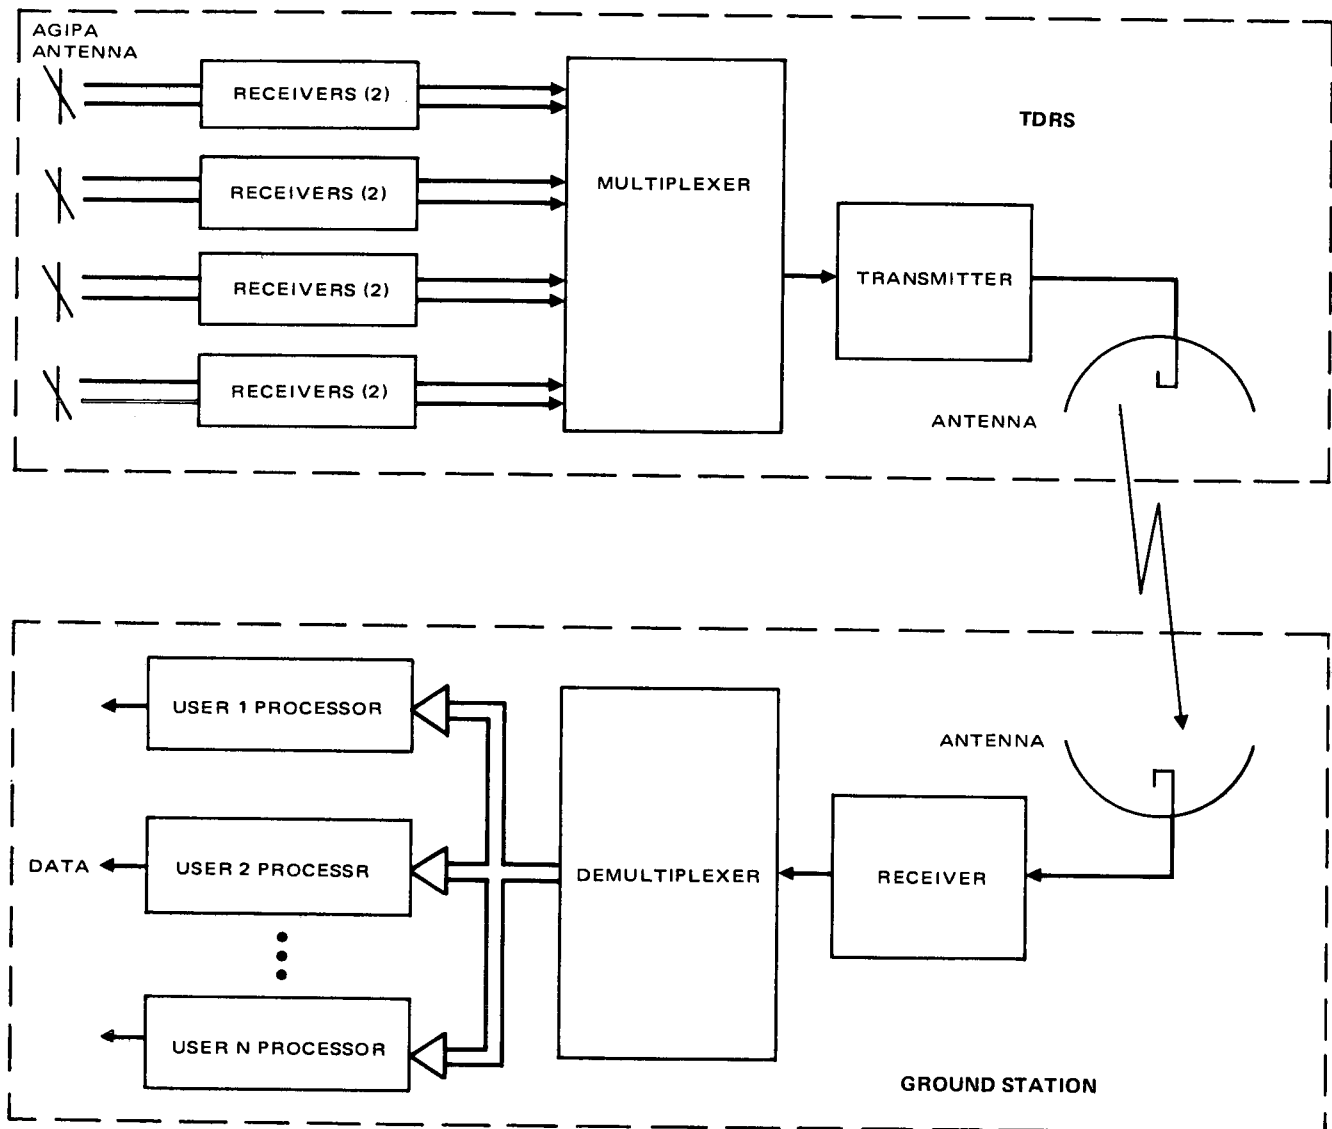 AGIPA
ANTENNA
RECEIVERS (2)
TDRS
RECEIVERS (2)
MULTIPLEXER
RECEIVERS (2)
TRANSMITTER
RECEIVERS (2)
ANTENNA
USER 1 PROCESSOR
ANTENNA
DATA
USER 2 PROCESSR
DEMULTIPLEXER
RECEIVER
USER N PROCESSOR
GROUND STATION